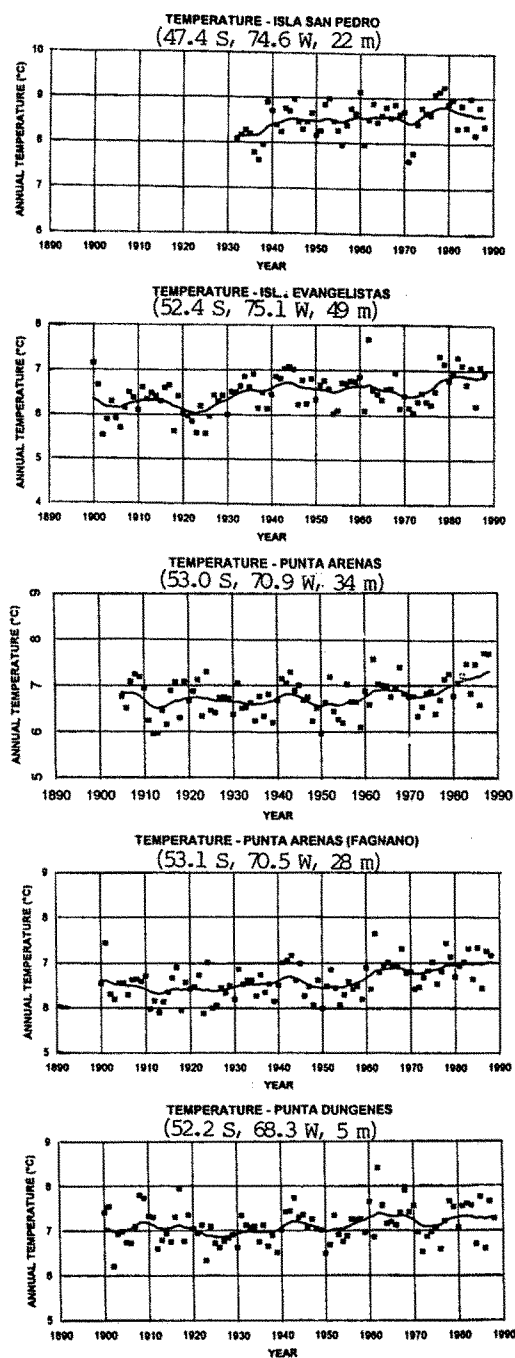 TEMPERATURE - ISLA SAN PEDRO
(47.4 S, 74.6 W, 22 m)
ANNUAL TEMPERATURE (°C)
10
9
8
7
6
1890 1900 1910 1920 1930 1940 1950 1960 1970 1980 1990
YEAR
TEMPERATURE - ISL. EVANGELISTAS
(52.4 S, 75.1 W, 49 m)
ANNUAL TEMPERATURE (°C)
8
7
6
5
4
1890 1900 1910 1920 1930 1940 1950 1960 1970 1980 1990
YEAR
TEMPERATURE - PUNTA ARENAS
(53.0 S, 70.9 W, 34 m)
ANNUAL TEMPERATURE (°C)
9
8
7
6
5
1890 1900 1910 1920 1930 1940 1950 1960 1970 1980 1990
YEAR
TEMPERATURE - PUNTA ARENAS (FAGNANO)
(53.1 S, 70.5 W, 28 m)
ANNUAL TEMPERATURE (°C)
9
8
7
6
5
1890 1900 1910 1920 1930 1940 1950 1960 1970 1980 1990
YEAR
TEMPERATURE - PUNTA DUNGENES
(52.2 S, 68.3 W, 5 m)
ANNUAL TEMPERATURE (°C)
9
8
7
6
5
1890 1900 1910 1920 1930 1940 1950 1960 1970 1980 1990
YEAR